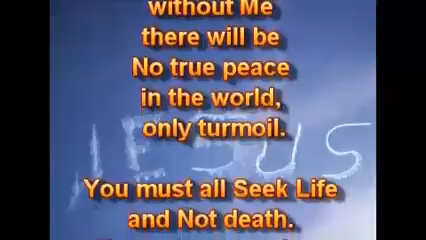 without Me
there will be
No true peace
in the world,
only turmoil.
JESUS
You must all Seek Life
and Not death.